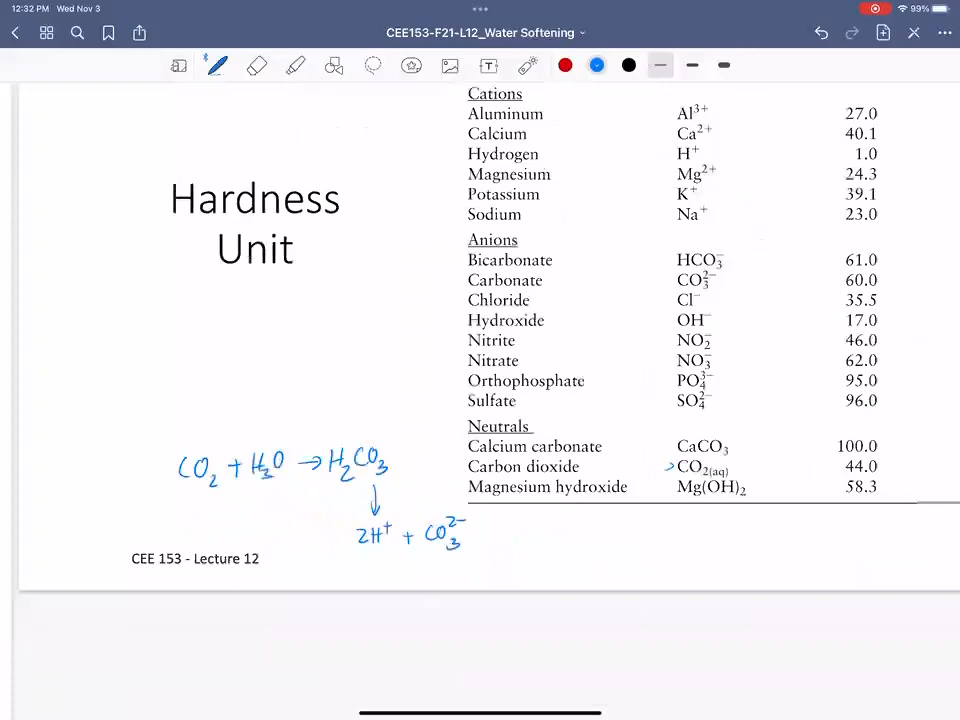 12:32 PM Wed Nov 3
99%
CEE153-F21-L12_Water Softening
Hardness
Unit
Cations
Aluminum Al³⁺ 27.0
Calcium Ca²⁺ 40.1
Hydrogen H⁺ 1.0
Magnesium Mg²⁺ 24.3
Potassium K⁺ 39.1
Sodium Na⁺ 23.0
Anions
Bicarbonate HCO₃⁻ 61.0
Carbonate CO₃²⁻ 60.0
Chloride Cl⁻ 35.5
Hydroxide OH⁻ 17.0
Nitrite NO₂⁻ 46.0
Nitrate NO₃⁻ 62.0
Orthophosphate PO₄³⁻ 95.0
Sulfate SO₄²⁻ 96.0
Neutrals
Calcium carbonate CaCO₃ 100.0
Carbon dioxide CO₂₍aq₎ 44.0
Magnesium hydroxide Mg(OH)₂ 58.3
CO₂ + H₂O → H₂CO₃
↓
2H⁺ + CO₃²⁻
CEE 153 - Lecture 12